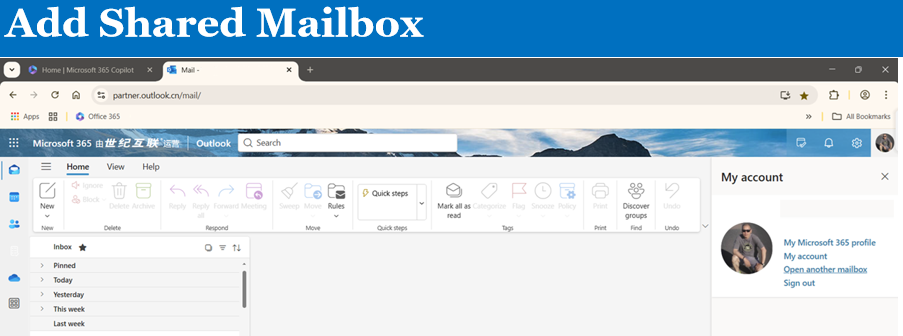 Add Shared Mailbox
Home | Microsoft 365 Copilot
Mail -
partner.outlook.cn/mail/
Apps
Office 365
All Bookmarks
Microsoft 365 由世纪互联运营
Outlook
Search
Home
View
Help
My account
New
Ignore
Block
Delete
Archive
Reply
Reply all
Forward
Meeting
Sweep
Move
Rules
Quick steps
Mark all as read
Categorize
Flag
Snooze
Policy
Print
Discover groups
Undo
New
Delete
Respond
Move
Quick steps
Tags
Print
Find
Undo
My Microsoft 365 profile
My account
Open another mailbox
Sign out
Inbox
Pinned
Today
Yesterday
This week
Last week